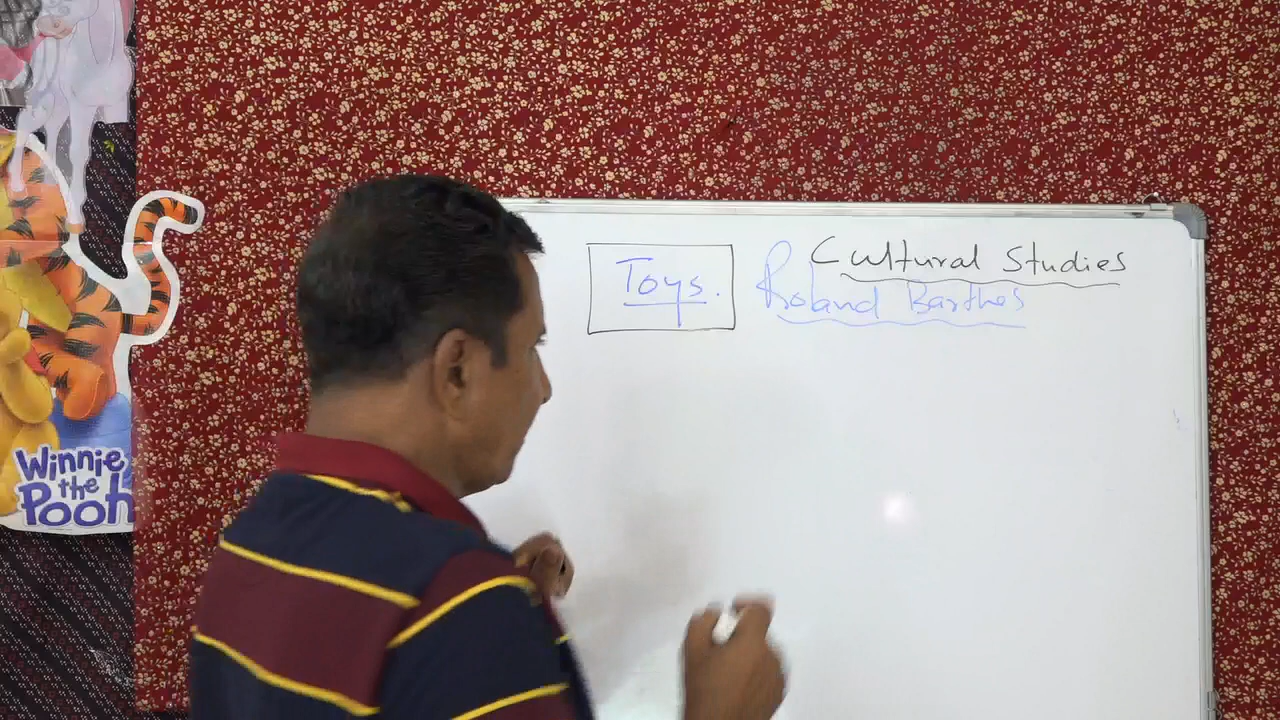 Cultural Studies
Toys.
Roland Barthes
Winnie
the
Pooh